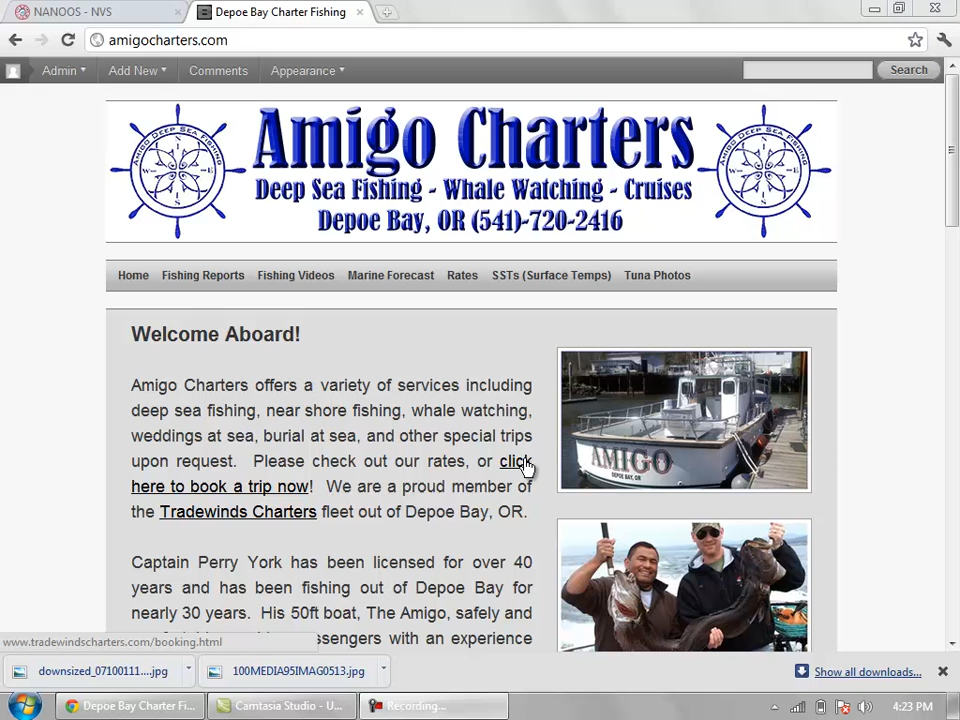 NANOOS - NVS
Depoe Bay Charter Fishing
amigocharters.com
Admin Add New Comments Appearance Search
Amigo Charters
Deep Sea Fishing - Whale Watching - Cruises
Depoe Bay, OR (541)-720-2416
Home Fishing Reports Fishing Videos Marine Forecast Rates SSTs (Surface Temps) Tuna Photos
Welcome Aboard!
Amigo Charters offers a variety of services including
deep sea fishing, near shore fishing, whale watching,
weddings at sea, burial at sea, and other special trips
upon request. Please check out our rates, or click
here to book a trip now! We are a proud member of
the Tradewinds Charters fleet out of Depoe Bay, OR.
AMIGO
DEPOE BAY, OR
Captain Perry York has been licensed for over 40
years and has been fishing out of Depoe Bay for
nearly 30 years. His 50ft boat, The Amigo, safely and
passengers with an experience
www.tradewindscharters.com/booking.html
downsized_07100111....jpg 100MEDIA95IMAG0513.jpg Show all downloads...
Depoe Bay Charter Fi... Camtasia Studio - U... Recording... 4:23 PM